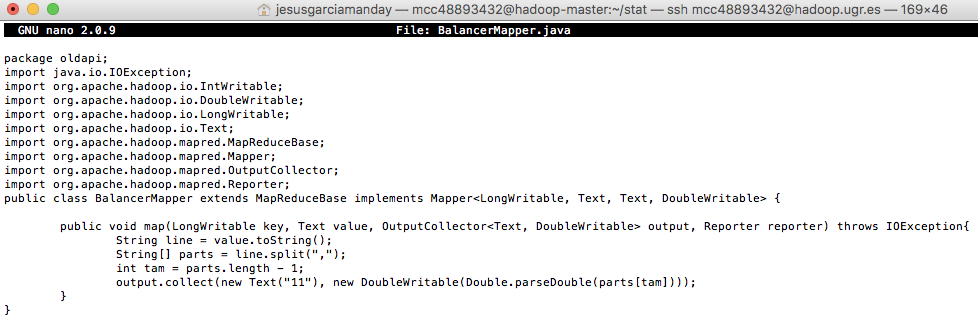 jesusgarciamanday — mcc48893432@hadoop-master:~/stat — ssh mcc48893432@hadoop.ugr.es — 169×46
GNU nano 2.0.9 File: BalancerMapper.java
package oldapi;
import java.io.IOException;
import org.apache.hadoop.io.IntWritable;
import org.apache.hadoop.io.DoubleWritable;
import org.apache.hadoop.io.LongWritable;
import org.apache.hadoop.io.Text;
import org.apache.hadoop.mapred.MapReduceBase;
import org.apache.hadoop.mapred.Mapper;
import org.apache.hadoop.mapred.OutputCollector;
import org.apache.hadoop.mapred.Reporter;
public class BalancerMapper extends MapReduceBase implements Mapper<LongWritable, Text, Text, DoubleWritable> {
public void map(LongWritable key, Text value, OutputCollector<Text, DoubleWritable> output, Reporter reporter) throws IOException{
String line = value.toString();
String[] parts = line.split(",");
int tam = parts.length - 1;
output.collect(new Text("11"), new DoubleWritable(Double.parseDouble(parts[tam])));
}
}